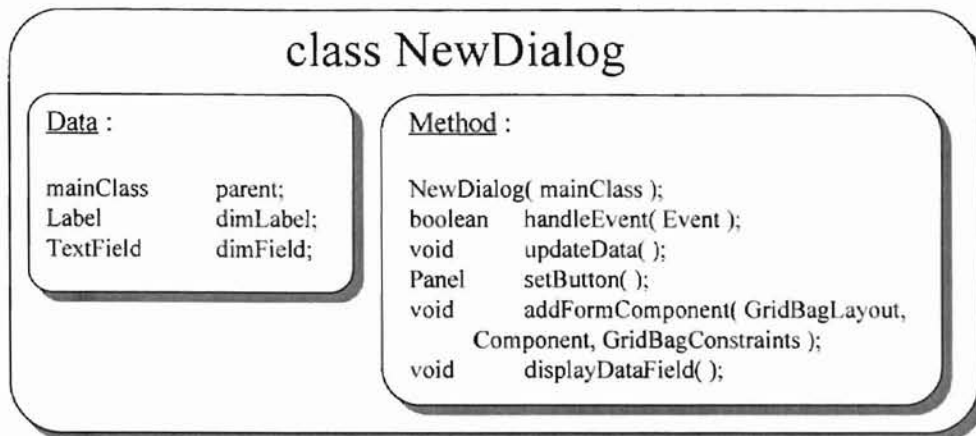 class NewDialog
Data :
mainClass parent;
Label dimLabel;
TextField dimField;
Method :
NewDialog( mainClass );
boolean handleEvent( Event );
void updateData( );
Panel setButton( );
void addFormComponent( GridBagLayout,
Component, GridBagConstraints );
void displayDataField( );